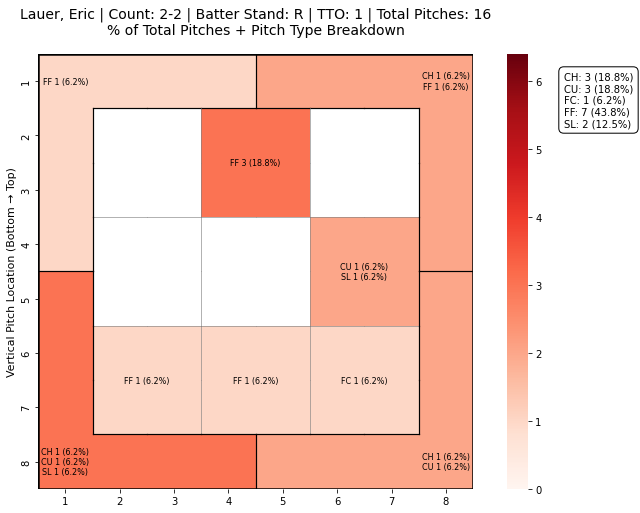 Lauer, Eric | Count: 2-2 | Batter Stand: R | TTO: 1 | Total Pitches: 16
% of Total Pitches + Pitch Type Breakdown
Vertical Pitch Location (Bottom → Top)
1
2
3
4
5
6
7
8
FF 1 (6.2%)
CH 1 (6.2%)
FF 1 (6.2%)
FF 3 (18.8%)
CU 1 (6.2%)
SL 1 (6.2%)
FF 1 (6.2%)
FF 1 (6.2%)
FC 1 (6.2%)
CH 1 (6.2%)
CU 1 (6.2%)
SL 1 (6.2%)
CH 1 (6.2%)
CU 1 (6.2%)
1 2 3 4 5 6 7 8
6
5
4
3
2
1
0
CH: 3 (18.8%)
CU: 3 (18.8%)
FC: 1 (6.2%)
FF: 7 (43.8%)
SL: 2 (12.5%)